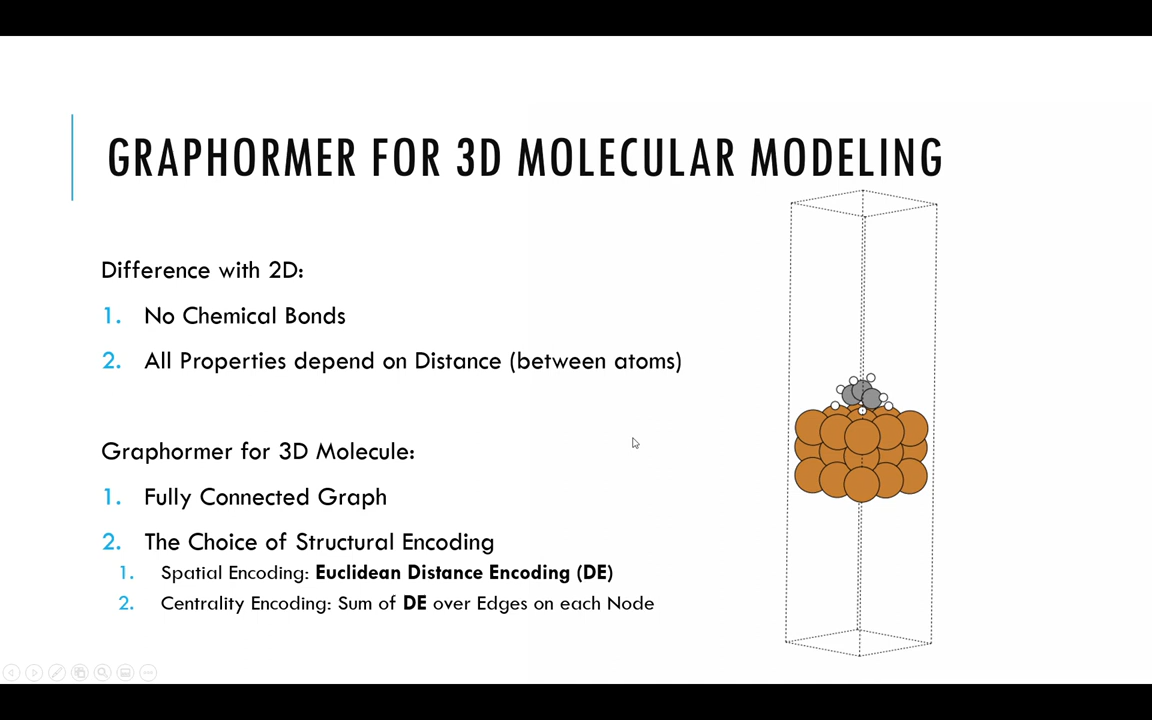 GRAPHORMER FOR 3D MOLECULAR MODELING
Difference with 2D:
1. No Chemical Bonds
2. All Properties depend on Distance (between atoms)
Graphormer for 3D Molecule:
1. Fully Connected Graph
2. The Choice of Structural Encoding
1. Spatial Encoding: Euclidean Distance Encoding (DE)
2. Centrality Encoding: Sum of DE over Edges on each Node